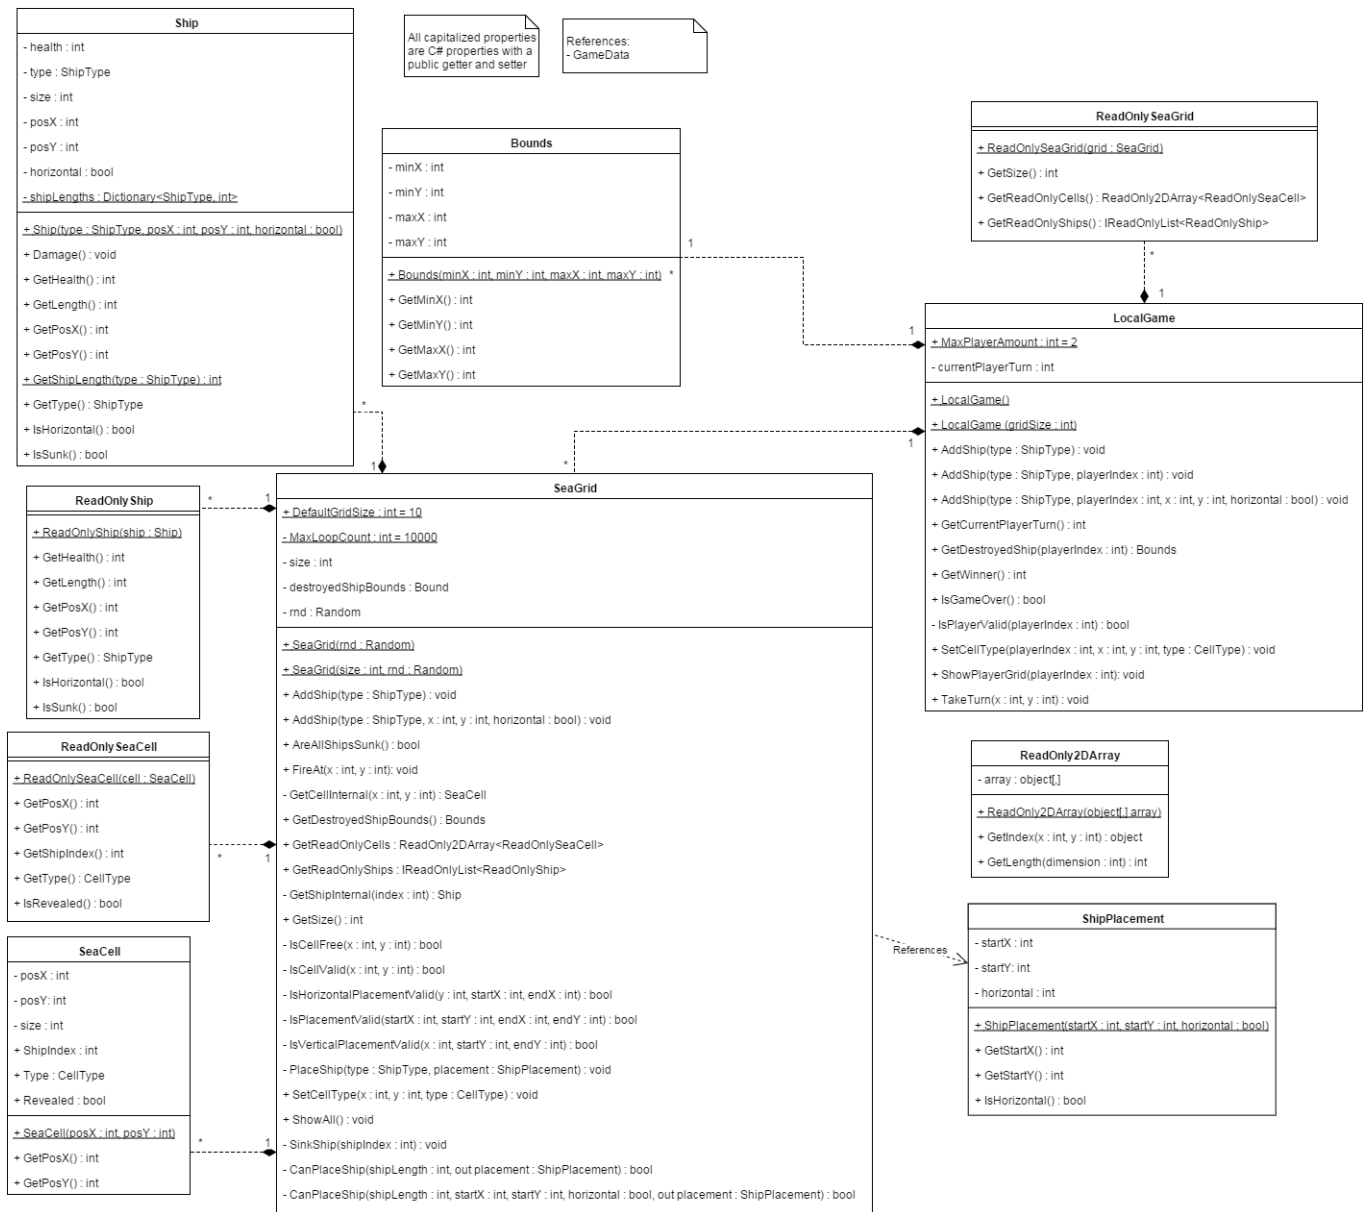 Ship
- health : int
- type : ShipType
- size : int
- posX : int
- posY : int
- horizontal : bool
- shipLengths : Dictionary<ShipType, int>
+ Ship(type : ShipType, posX : int, posY : int, horizontal : bool)
+ Damage() : void
+ GetHealth() : int
+ GetLength() : int
+ GetPosX() : int
+ GetPosY() : int
+ GetShipLength(type : ShipType) : int
+ GetType() : ShipType
+ IsHorizontal() : bool
+ IsSunk() : bool
*
1
All capitalized properties
are C# properties with a
public getter and setter
References:
- GameData
Bounds
- minX : int
- minY : int
- maxX : int
- maxY : int
+ Bounds(minX : int, minY : int, maxX : int, maxY : int)
+ GetMinX() : int
+ GetMinY() : int
+ GetMaxX() : int
+ GetMaxY() : int
1
*
1
ReadOnlySeaGrid
+ ReadOnlySeaGrid(grid : SeaGrid)
+ GetSize() : int
+ GetReadOnlyCells() : ReadOnly2DArray<ReadOnlySeaCell>
+ GetReadOnlyShips() : IReadOnlyList<ReadOnlyShip>
*
1
LocalGame
+ MaxPlayerAmount : int = 2
- currentPlayerTurn : int
+ LocalGame()
+ LocalGame (gridSize : int)
+ AddShip(type : ShipType) : void
+ AddShip(type : ShipType, playerIndex : int) : void
+ AddShip(type : ShipType, playerIndex : int, x : int, y : int, horizontal : bool) : void
+ GetCurrentPlayerTurn() : int
+ GetDestroyedShip(playerIndex : int) : Bounds
+ GetWinner() : int
+ IsGameOver() : bool
- IsPlayerValid(playerIndex : int) : bool
+ SetCellType(playerIndex : int, x : int, y : int, type : CellType) : void
+ ShowPlayerGrid(playerIndex : int): void
+ TakeTurn(x : int, y : int) : void
1
*
ReadOnlyShip
+ ReadOnlyShip(ship : Ship)
+ GetHealth() : int
+ GetLength() : int
+ GetPosX() : int
+ GetPosY() : int
+ GetType() : ShipType
+ IsHorizontal() : bool
+ IsSunk() : bool
*
1
ReadOnlySeaCell
+ ReadOnlySeaCell(cell : SeaCell)
+ GetPosX() : int
+ GetPosY() : int
+ GetShipIndex() : int
+ GetType() : CellType
+ IsRevealed() : bool
*
1
SeaCell
- posX : int
- posY: int
- size : int
+ ShipIndex : int
+ Type : CellType
+ Revealed : bool
+ SeaCell(posX : int, posY : int)
+ GetPosX() : int
+ GetPosY() : int
*
1
SeaGrid
+ DefaultGridSize : int = 10
- MaxLoopCount : int = 10000
- size : int
- destroyedShipBounds : Bound
- rnd : Random
+ SeaGrid(rnd : Random)
+ SeaGrid(size : int, rnd : Random)
+ AddShip(type : ShipType) : void
+ AddShip(type : ShipType, x : int, y : int, horizontal : bool) : void
+ AreAllShipsSunk() : bool
+ FireAt(x : int, y : int): void
- GetCellInternal(x : int, y : int) : SeaCell
+ GetDestroyedShipBounds() : Bounds
+ GetReadOnlyCells : ReadOnly2DArray<ReadOnlySeaCell>
+ GetReadOnlyShips : IReadOnlyList<ReadOnlyShip>
- GetShipInternal(index : int) : Ship
+ GetSize() : int
- IsCellFree(x : int, y : int) : bool
- IsCellValid(x : int, y : int) : bool
- IsHorizontalPlacementValid(y : int, startX : int, endX : int) : bool
- IsPlacementValid(startX : int, startY : int, endX : int, endY : int) : bool
- IsVerticalPlacementValid(x : int, startY : int, endY : int) : bool
- PlaceShip(type : ShipType, placement : ShipPlacement) : void
+ SetCellType(x : int, y : int, type : CellType) : void
+ ShowAll() : void
- SinkShip(shipIndex : int) : void
- CanPlaceShip(shipLength : int, out placement : ShipPlacement) : bool
- CanPlaceShip(shipLength : int, startX : int, startY : int, horizontal : bool, out placement : ShipPlacement) : bool
References
ReadOnly2DArray
- array : object[,]
+ ReadOnly2DArray(object[,] array)
+ GetIndex(x : int, y : int) : object
+ GetLength(dimension : int) : int
ShipPlacement
- startX : int
- startY: int
- horizontal : int
+ ShipPlacement(startX : int, startY : int, horizontal : bool)
+ GetStartX() : int
+ GetStartY() : int
+ IsHorizontal() : bool